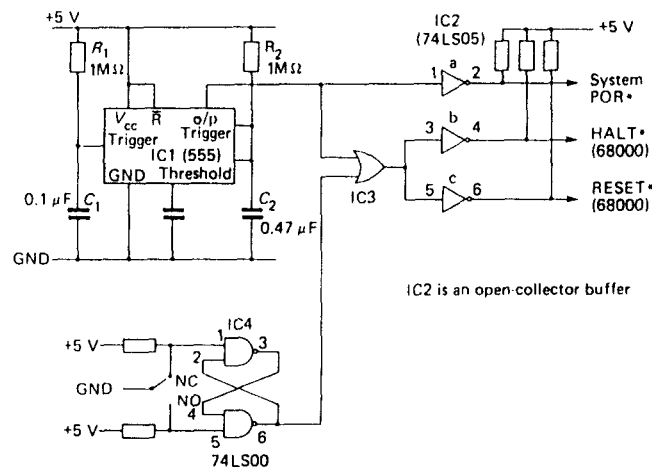 +5 V
R1
1MΩ
R2
1MΩ
Vcc
R̅
o/p
Trigger
Trigger
IC1 (555)
GND
Threshold
0.1 μF C1
C2
0.47 μF
GND
IC2
(74LS05)
+5 V
1 a 2
System
POR*
3 b 4
HALT*
(68000)
5 c 6
RESET*
(68000)
IC3
IC2 is an open-collector buffer
IC4
+5 V
1
2
3
GND
NC
NO
4
5
6
+5 V
74LS00